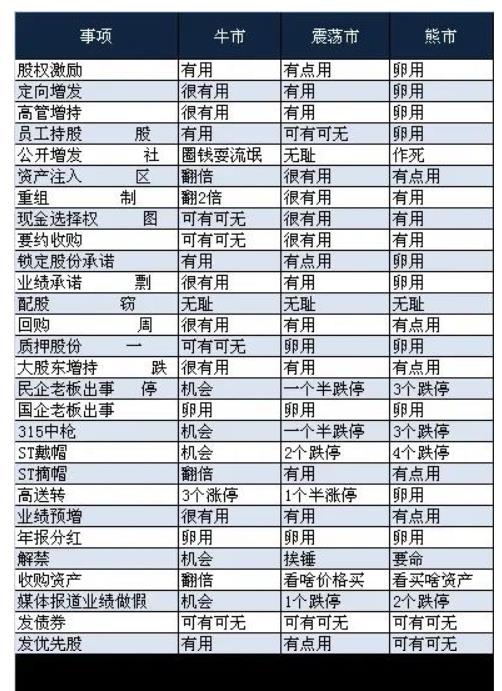 事项 牛市 震荡市 熊市
股权激励 有用 有点用 卵用
定向增发 很有用 有用 卵用
高管增持 很有用 有用 卵用
员工持股 股 有用 可有可无 卵用
公开增发 社 圈钱耍流氓 无耻 作死
资产注入 区 翻倍 很有用 有点用
重组 制 翻2倍 很有用 有用
现金选择权 图 可有可无 很有用 有用
要约收购 可有可无 很有用 有用
锁定股份承诺 有用 有点用 卵用
业绩承诺 票 很有用 有用 卵用
配股 窃 无耻 无耻 无耻
回购 周 很有用 有用 有点用
质押股份 一 可有可无 卵用 卵用
大股东增持 跌 很有用 有用 有点用
民企老板出事 停 机会 一个半跌停 3个跌停
国企老板出事 卵用 卵用 卵用
315中枪 机会 一个半跌停 3个跌停
ST戴帽 机会 2个跌停 4个跌停
ST摘帽 翻倍 有用 有点用
高送转 3个涨停 1个半涨停 卵用
业绩预增 很有用 有用 有点用
年报分红 卵用 卵用 卵用
解禁 机会 挨锤 要命
收购资产 翻倍 看啥价格买 看买啥资产
媒体报道业绩做假 机会 1个跌停 2个跌停
发债券 可有可无 可有可无 可有可无
发优先股 有用 有点用 可有可无